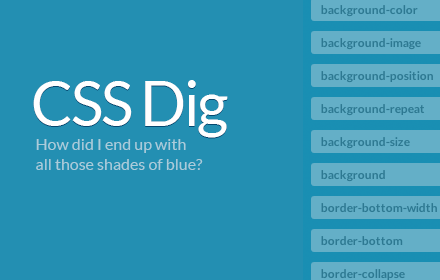 CSS Dig
How did I end up with
all those shades of blue?
background-color
background-image
background-position
background-repeat
background-size
background
border-bottom-width
border-bottom
border-collapse